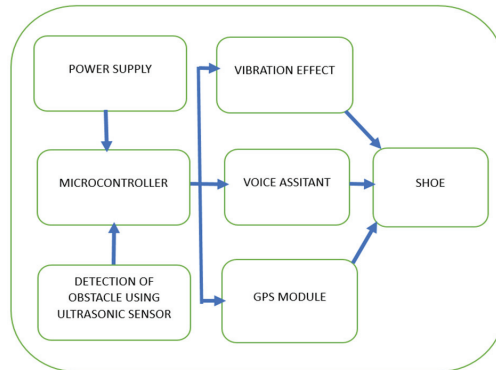 POWER SUPPLY
VIBRATION EFFECT
MICROCONTROLLER
VOICE ASSITANT
SHOE
DETECTION OF
OBSTACLE USING
ULTRASONIC SENSOR
GPS MODULE